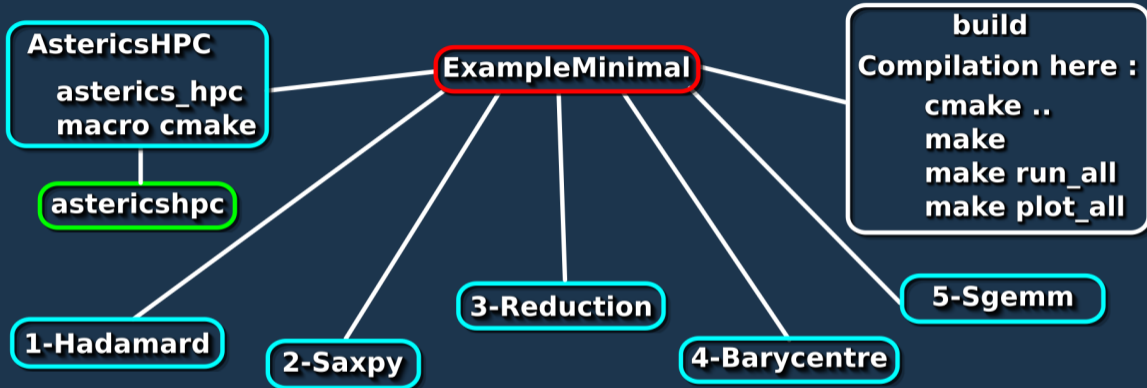 AstericsHPC
asterics_hpc
macro cmake
astericshpc
ExampleMinimal
build
Compilation here :
cmake ..
make
make run_all
make plot_all
1-Hadamard
2-Saxpy
3-Reduction
4-Barycentre
5-Sgemm